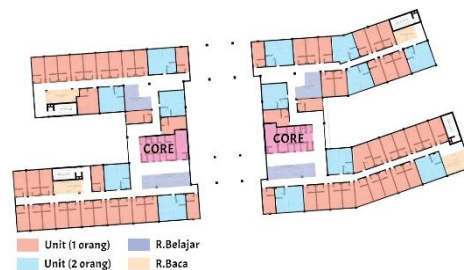 CORE
CORE
Unit (1 orang)
R.Belajar
Unit (2 orang)
R.Baca